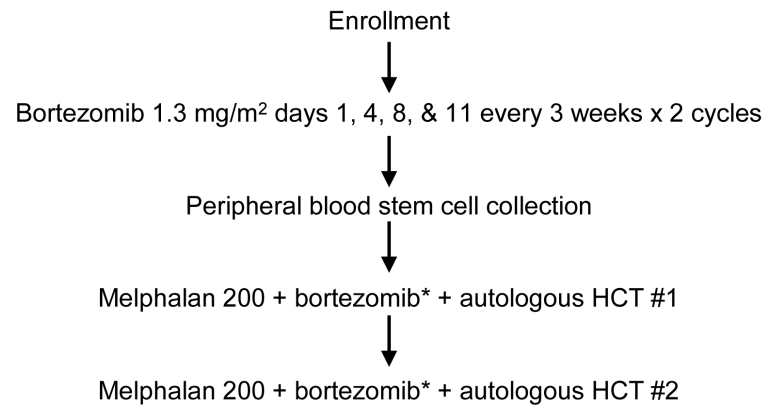 Enrollment
Bortezomib 1.3 mg/m² days 1, 4, 8, & 11 every 3 weeks x 2 cycles
Peripheral blood stem cell collection
Melphalan 200 + bortezomib* + autologous HCT #1
Melphalan 200 + bortezomib* + autologous HCT #2